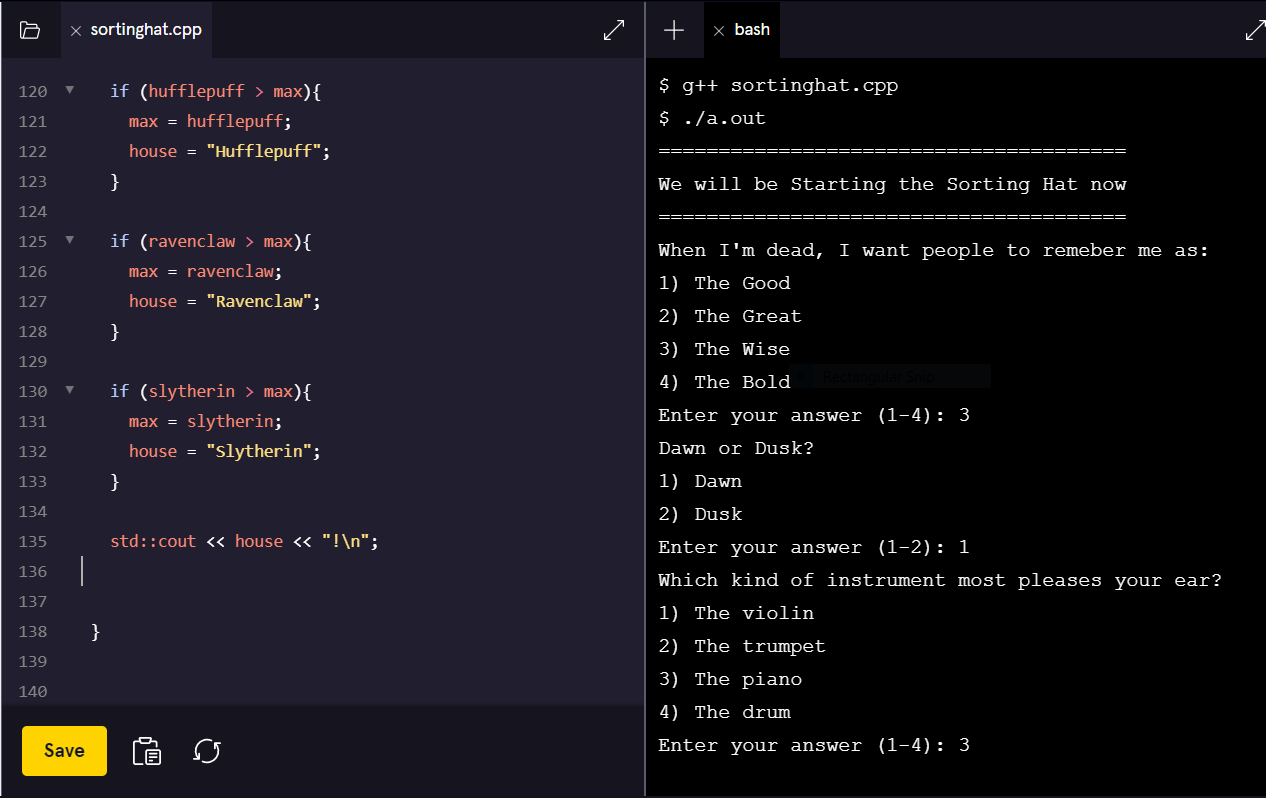 sortinghat.cpp
120 if (hufflepuff > max){
121 max = hufflepuff;
122 house = "Hufflepuff";
123 }
124
125 if (ravenclaw > max){
126 max = ravenclaw;
127 house = "Ravenclaw";
128 }
129
130 if (slytherin > max){
131 max = slytherin;
132 house = "Slytherin";
133 }
134
135 std::cout << house << "!\n";
136
137
138 }
139
140
Save
bash
$ g++ sortinghat.cpp
$ ./a.out
=======================================
We will be Starting the Sorting Hat now
=======================================
When I'm dead, I want people to remeber me as:
1) The Good
2) The Great
3) The Wise
4) The Bold
Rectangular Snip
Enter your answer (1-4): 3
Dawn or Dusk?
1) Dawn
2) Dusk
Enter your answer (1-2): 1
Which kind of instrument most pleases your ear?
1) The violin
2) The trumpet
3) The piano
4) The drum
Enter your answer (1-4): 3